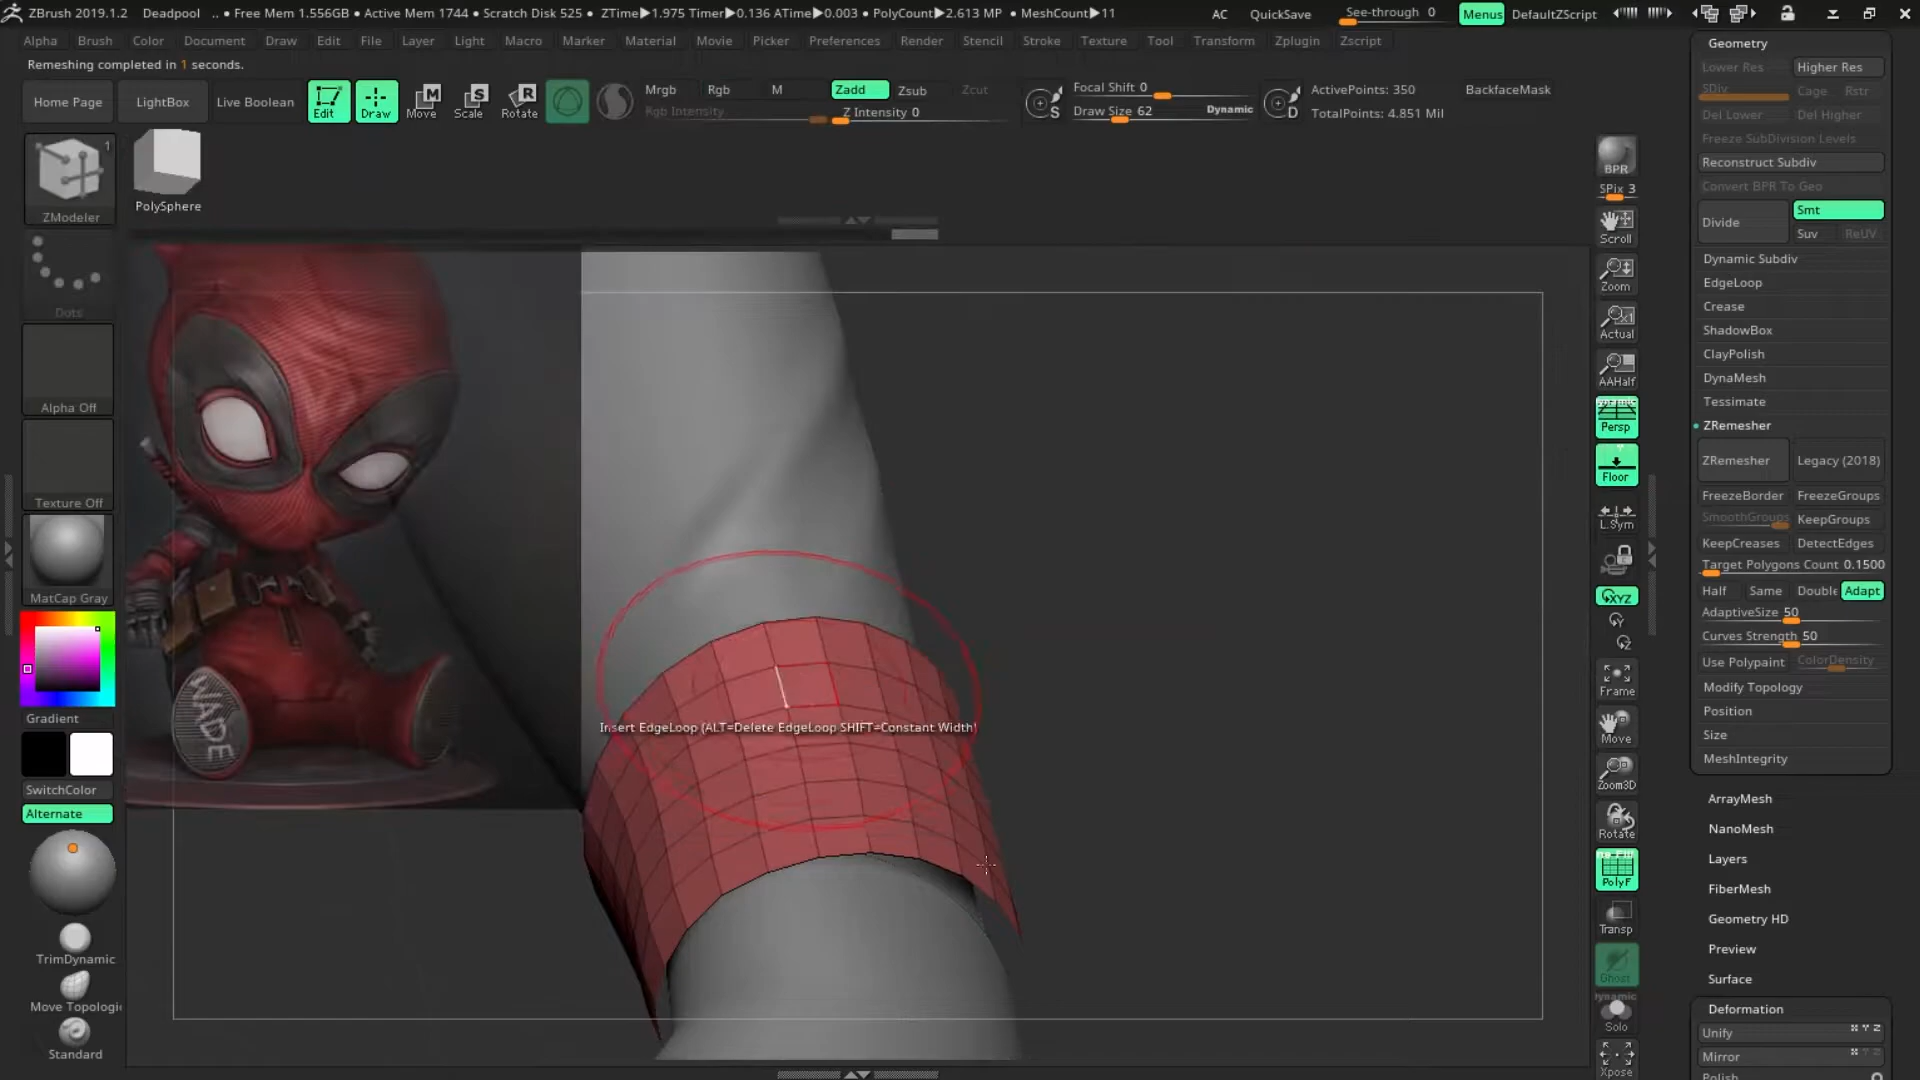 ZBrush 2019.1.2 Deadpool .. • Free Mem 1.556GB • Active Mem 1744 • Scratch Disk 525 • ZTime▶1.975 Timer▶0.136 ATime▶0.003 • PolyCount▶2.613 MP • MeshCount▶11 AC QuickSave See-through 0 Menus DefaultZScript
Alpha Brush Color Document Draw Edit File Layer Light Macro Marker Material Movie Picker Preferences Render Stencil Stroke Texture Tool Transform Zplugin Zscript
Remeshing completed in 1 seconds.
Home Page LightBox Live Boolean Edit Draw Move Scale Rotate
Mrgb Rgb M Zadd Zsub Zcut
Rgb Intensity Z Intensity 0
Focal Shift 0
Draw Size 62 Dynamic
ActivePoints: 350 BackfaceMask
TotalPoints: 4.851 Mil
M S R S D
1
ZModeler
PolySphere
Dots
Alpha Off
Texture Off
MatCap Gray
Gradient
SwitchColor
Alternate
TrimDynamic
Move Topologic
Standard
WADE
Insert EdgeLoop (ALT=Delete EdgeLoop SHIFT=Constant Width)
BPR
SPix 3
Scroll
Zoom
Actual
AAHalf
Persp
Floor
L.Sym
XYZ
Y
Z
Frame
Move
Zoom3D
Rotate
PolyF
Transp
Ghost
Dynamic
Solo
Xpose
Geometry
Lower Res Higher Res
SDiv Cage Rstr
Del Lower Del Higher
Freeze SubDivision Levels
Reconstruct Subdiv
Convert BPR To Geo
Divide Smt
Suv ReUV
Dynamic Subdiv
EdgeLoop
Crease
ShadowBox
ClayPolish
DynaMesh
Tessimate
ZRemesher
ZRemesher Legacy (2018)
FreezeBorder FreezeGroups
SmoothGroups KeepGroups
KeepCreases DetectEdges
Target Polygons Count 0.1500
Half Same Double Adapt
AdaptiveSize 50
Curves Strength 50
Use Polypaint ColorDensity
Modify Topology
Position
Size
MeshIntegrity
ArrayMesh
NanoMesh
Layers
FiberMesh
Geometry HD
Preview
Surface
Deformation
Unify X Y Z
Mirror
Polish